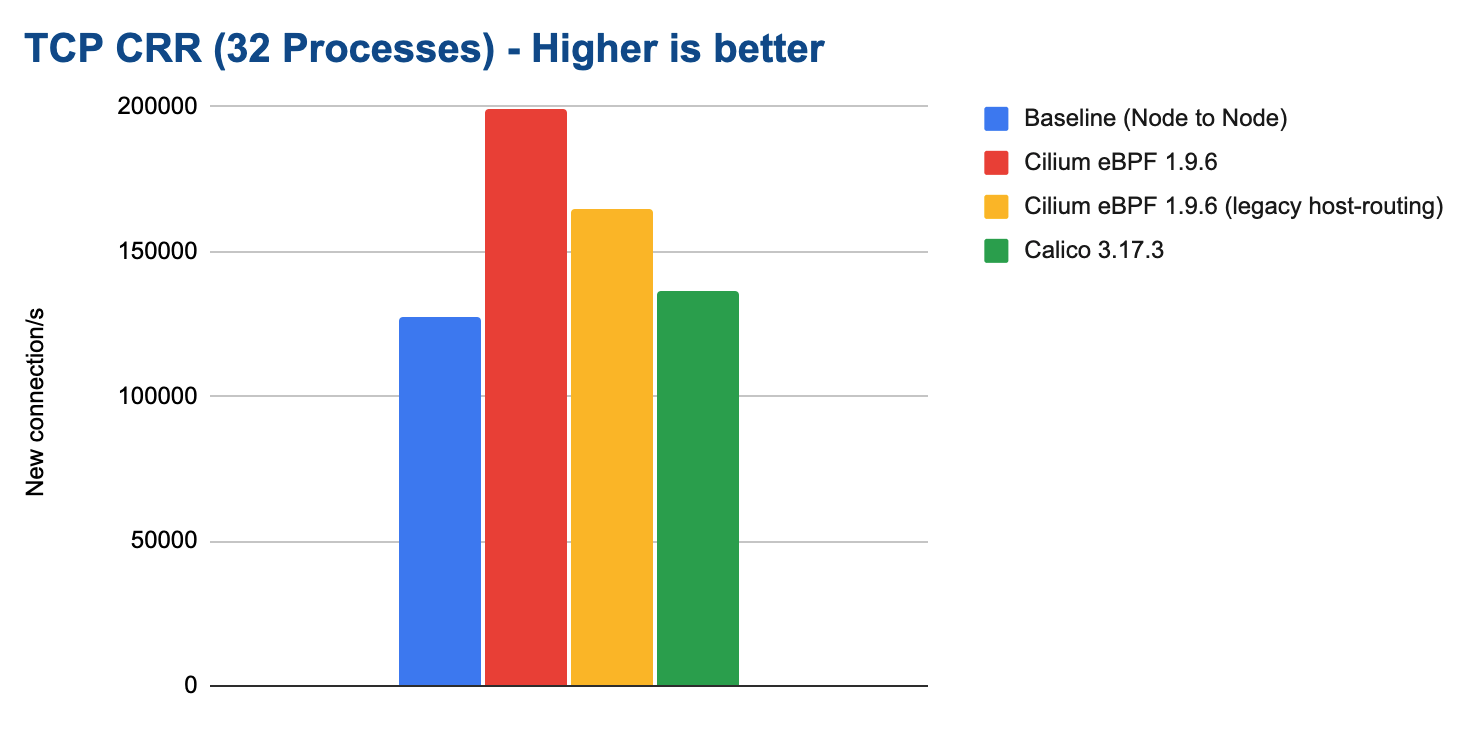 TCP CRR (32 Processes) - Higher is better
200000
150000
100000
50000
0
New connection/s
Baseline (Node to Node)
Cilium eBPF 1.9.6
Cilium eBPF 1.9.6 (legacy host-routing)
Calico 3.17.3